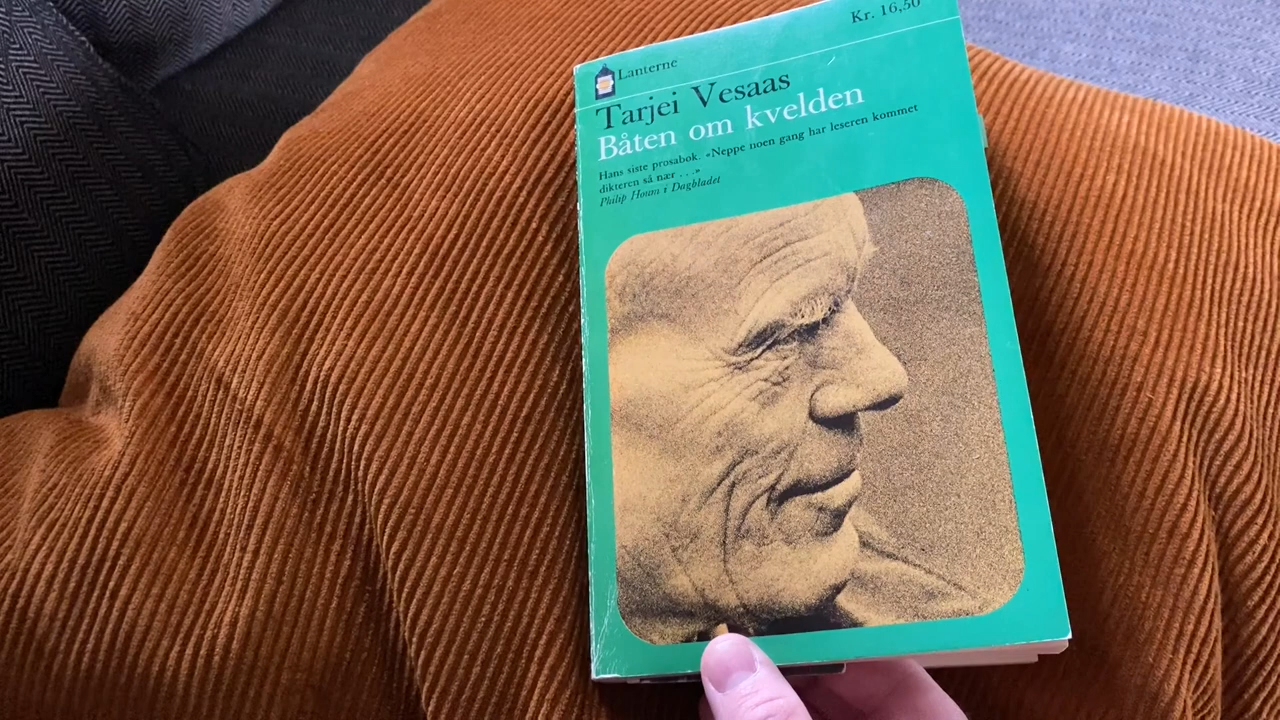 Kr. 16,50
Lanterne
Tarjei Vesaas
Båten om kvelden
Hans siste prosabok. «Neppe noen gang har leseren kommet
dikteren så nær . . .»
Philip Houm i Dagbladet